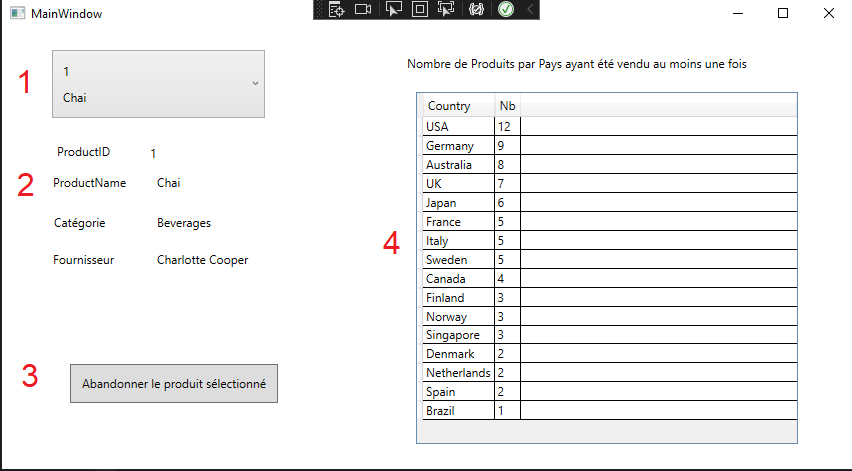 MainWindow
1
1
Chai
ProductID 1
2
ProductName Chai
Catégorie Beverages
Fournisseur Charlotte Cooper
3
Abandonner le produit sélectionné
Nombre de Produits par Pays ayant été vendu au moins une fois
4
Country Nb
USA 12
Germany 9
Australia 8
UK 7
Japan 6
France 5
Italy 5
Sweden 5
Canada 4
Finland 3
Norway 3
Singapore 3
Denmark 2
Netherlands 2
Spain 2
Brazil 1